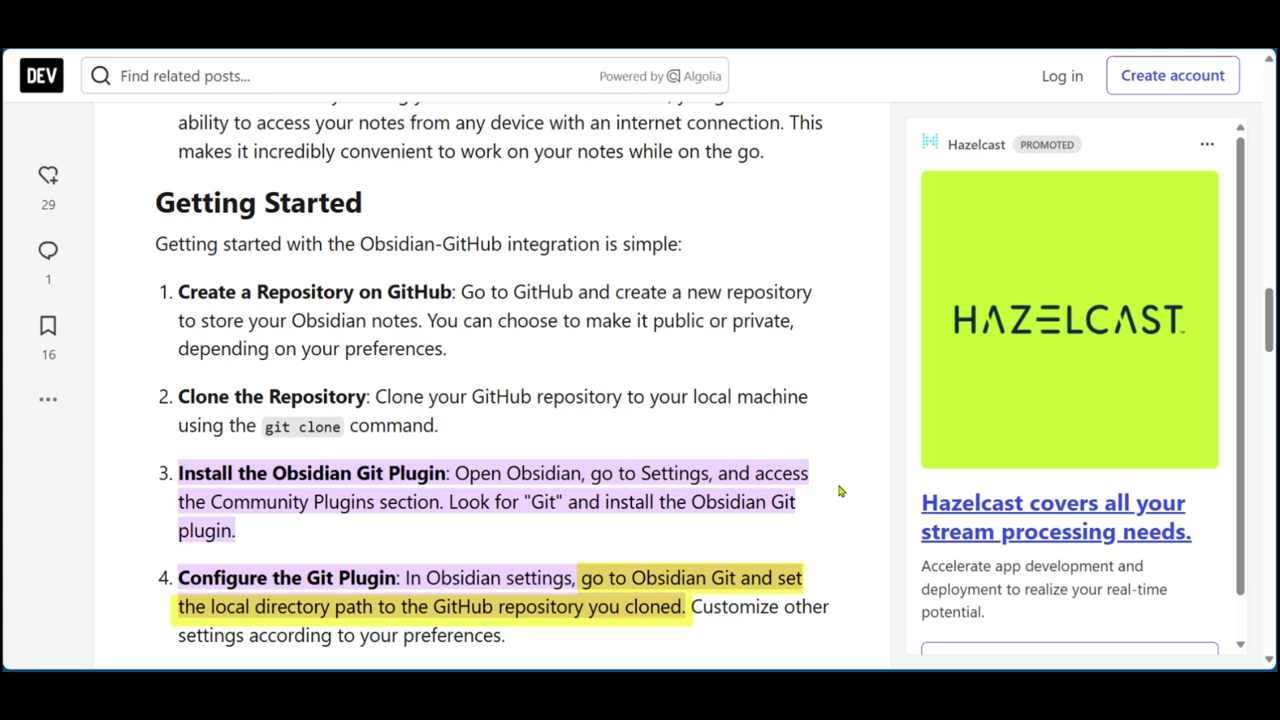 DEV
Find related posts...
Powered by Algolia
Log in
Create account
ability to access your notes from any device with an internet connection. This
makes it incredibly convenient to work on your notes while on the go.
29
1
16
Getting Started
Getting started with the Obsidian-GitHub integration is simple:
1. Create a Repository on GitHub: Go to GitHub and create a new repository
to store your Obsidian notes. You can choose to make it public or private,
depending on your preferences.
2. Clone the Repository: Clone your GitHub repository to your local machine
using the git clone command.
3. Install the Obsidian Git Plugin: Open Obsidian, go to Settings, and access
the Community Plugins section. Look for "Git" and install the Obsidian Git
plugin.
4. Configure the Git Plugin: In Obsidian settings, go to Obsidian Git and set
the local directory path to the GitHub repository you cloned. Customize other
settings according to your preferences.
Hazelcast PROMOTED
HAZELCAST
Hazelcast covers all your
stream processing needs.
Accelerate app development and
deployment to realize your real-time
potential.